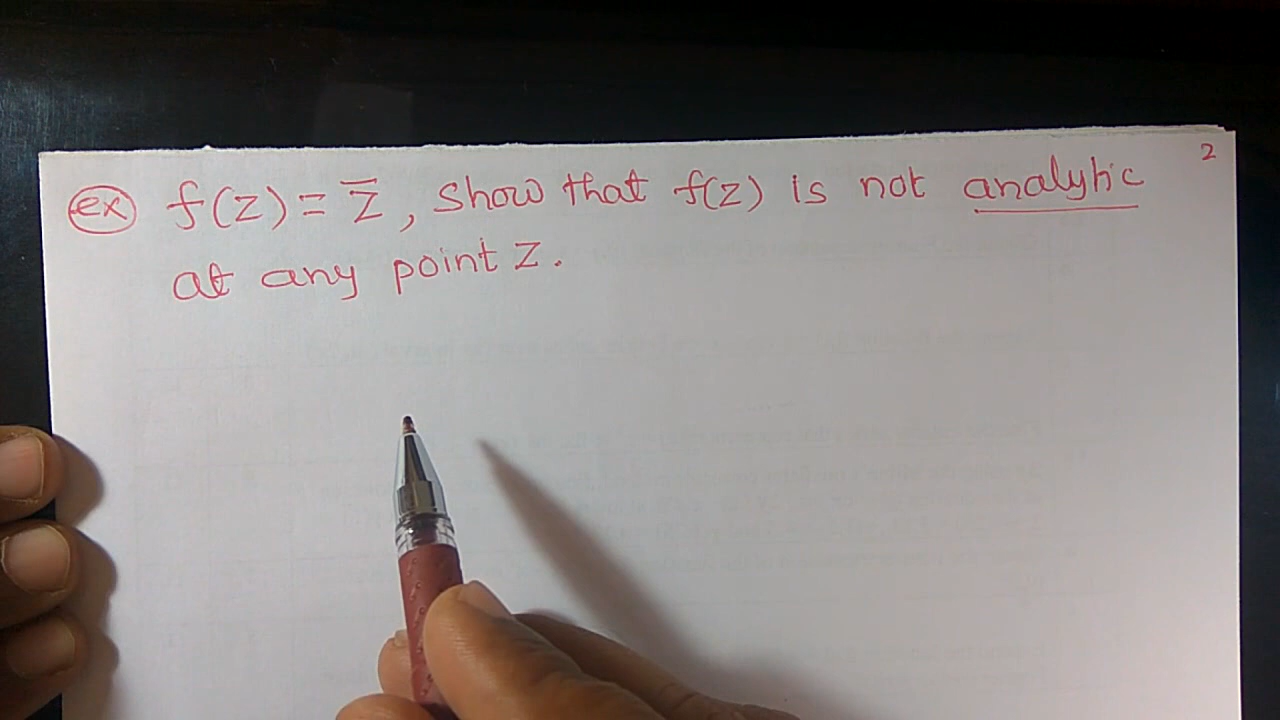 ex f(z) = z̅, show that f(z) is not analytic
at any point z.
2